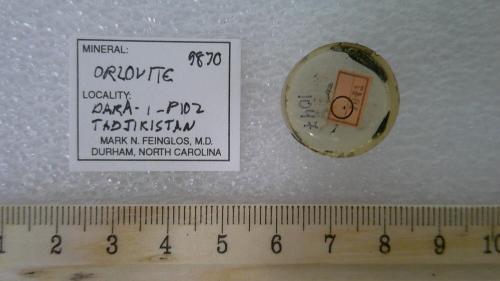 MINERAL: 9870
ORLOVITE
LOCALITY:
DARA-i-PIOZ
TADJIKISTAN
MARK N. FEINGLOS, M.D.
DURHAM, NORTH CAROLINA
1 2 3 4 5 6 7 8 9 10